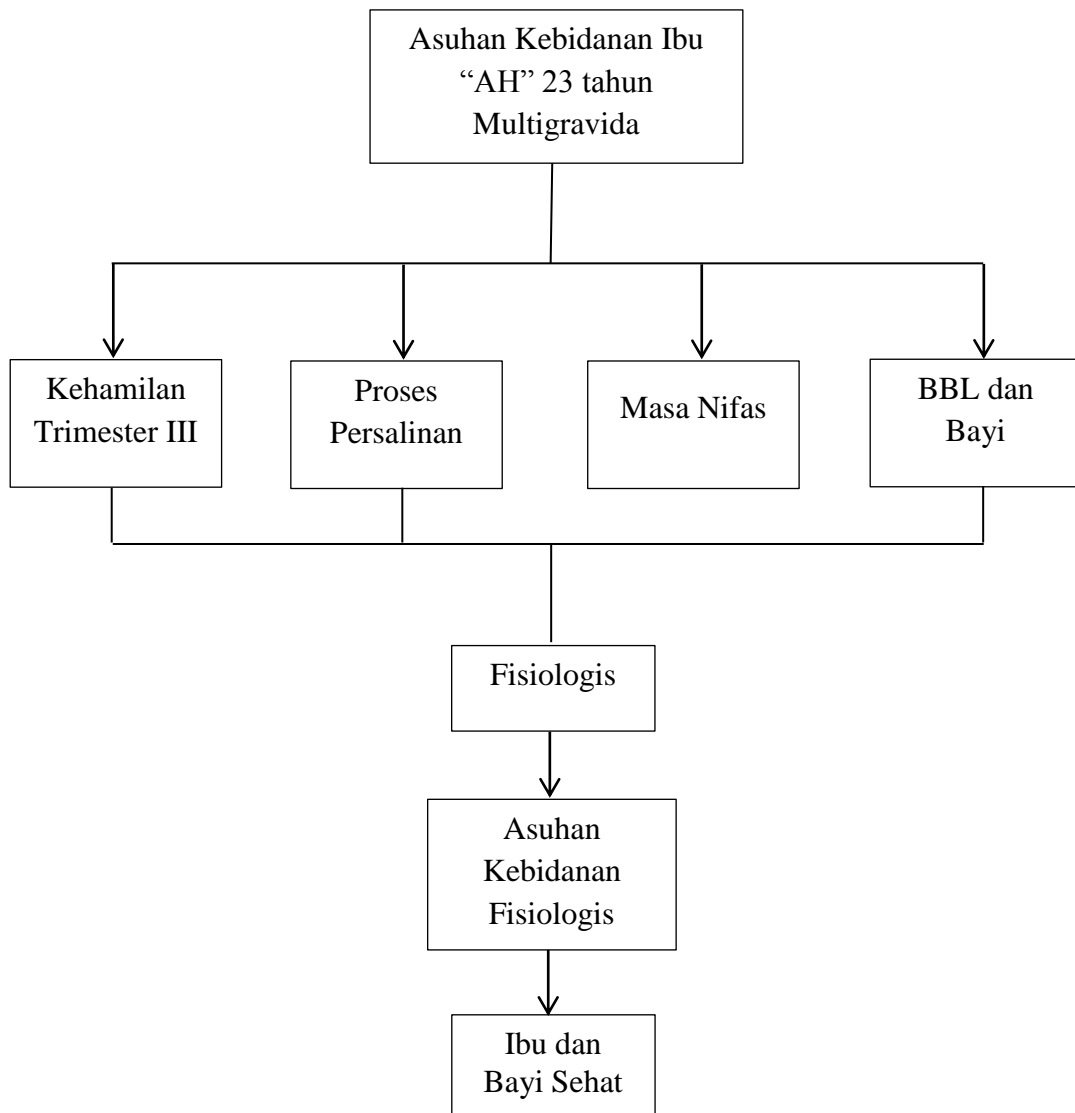 Asuhan Kebidanan Ibu
“AH” 23 tahun
Multigravida
Kehamilan
Trimester III
Proses
Persalinan
Masa Nifas
BBL dan
Bayi
Fisiologis
Asuhan
Kebidanan
Fisiologis
Ibu dan
Bayi Sehat